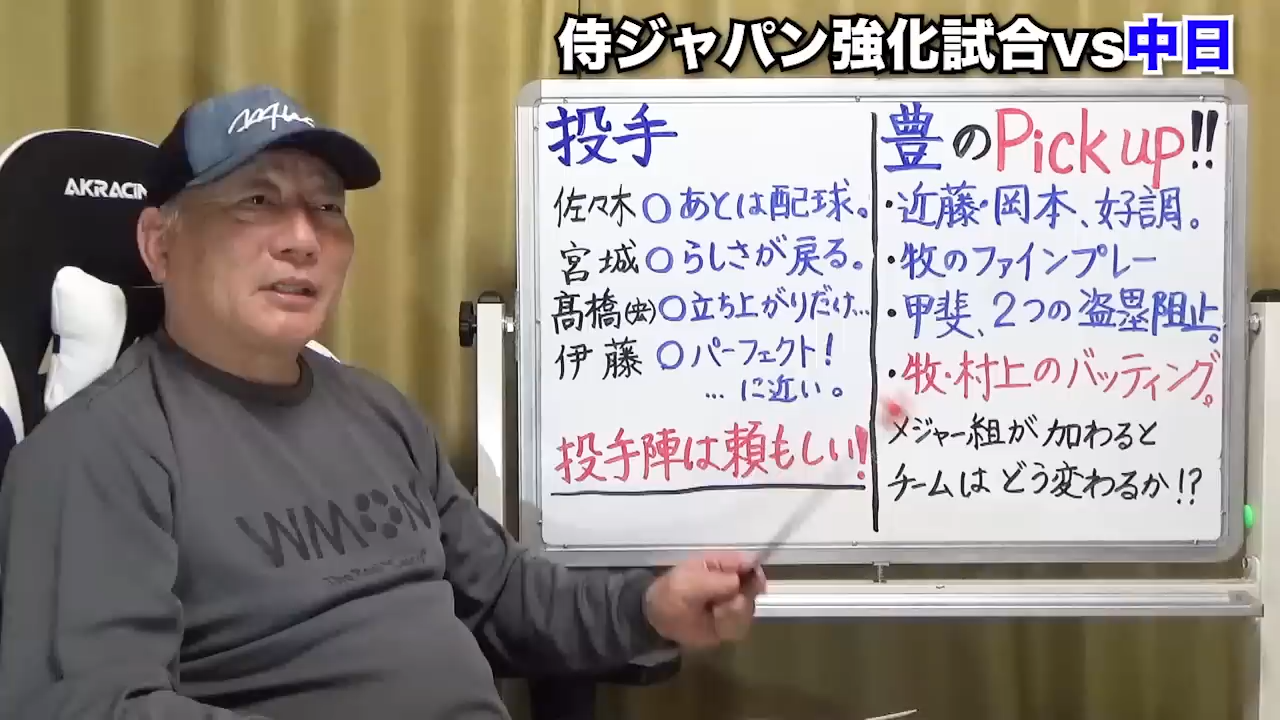 侍ジャパン強化試合vs中日
投手
佐々木○あとは配球。
宮城○らしさが戻る。
髙橋(宏)○立ち上がりだけ…
伊藤○パーフェクト!
…に近い。
投手陣は頼もしい!
豊のPick up!!
・近藤・岡本、好調。
・牧のファインプレー
・甲斐、2つの盗塁阻止。
・牧・村上のバッティング。
メジャー組が加わると
チームはどう変わるか!?
AKRACIN
WMON